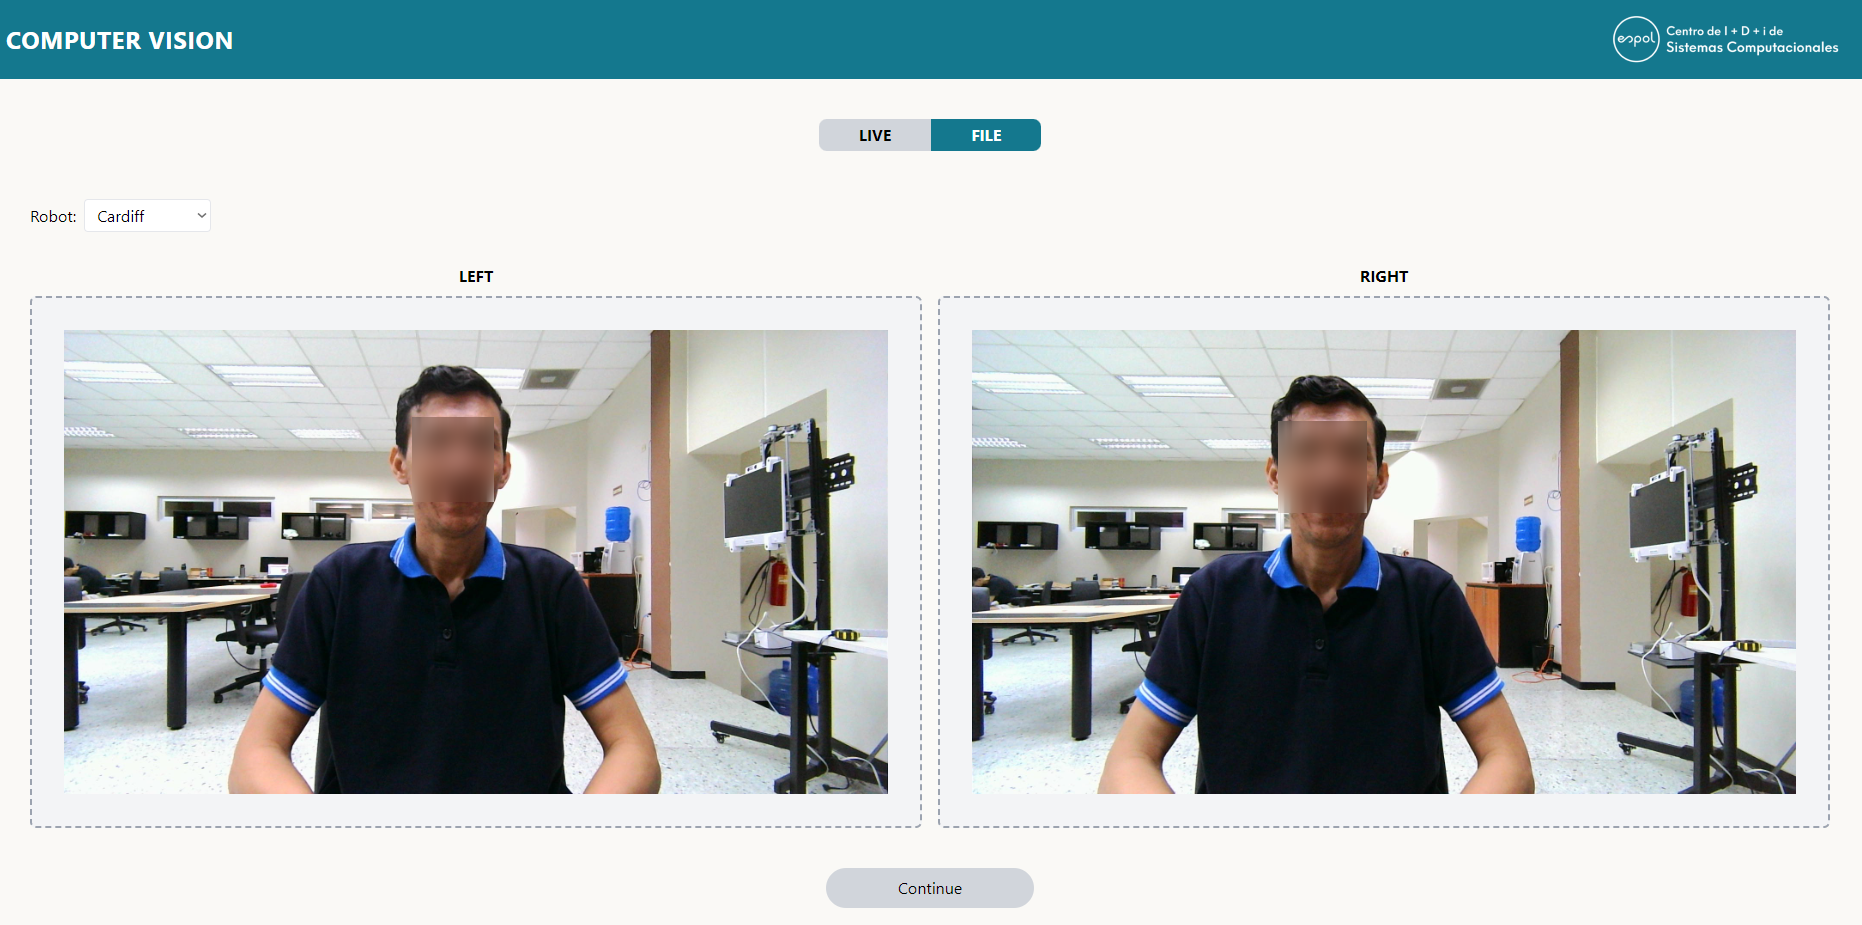 COMPUTER VISION
espol
Centro de I + D + i de
Sistemas Computacionales
LIVE
FILE
Robot:
Cardiff
LEFT
RIGHT
Continue